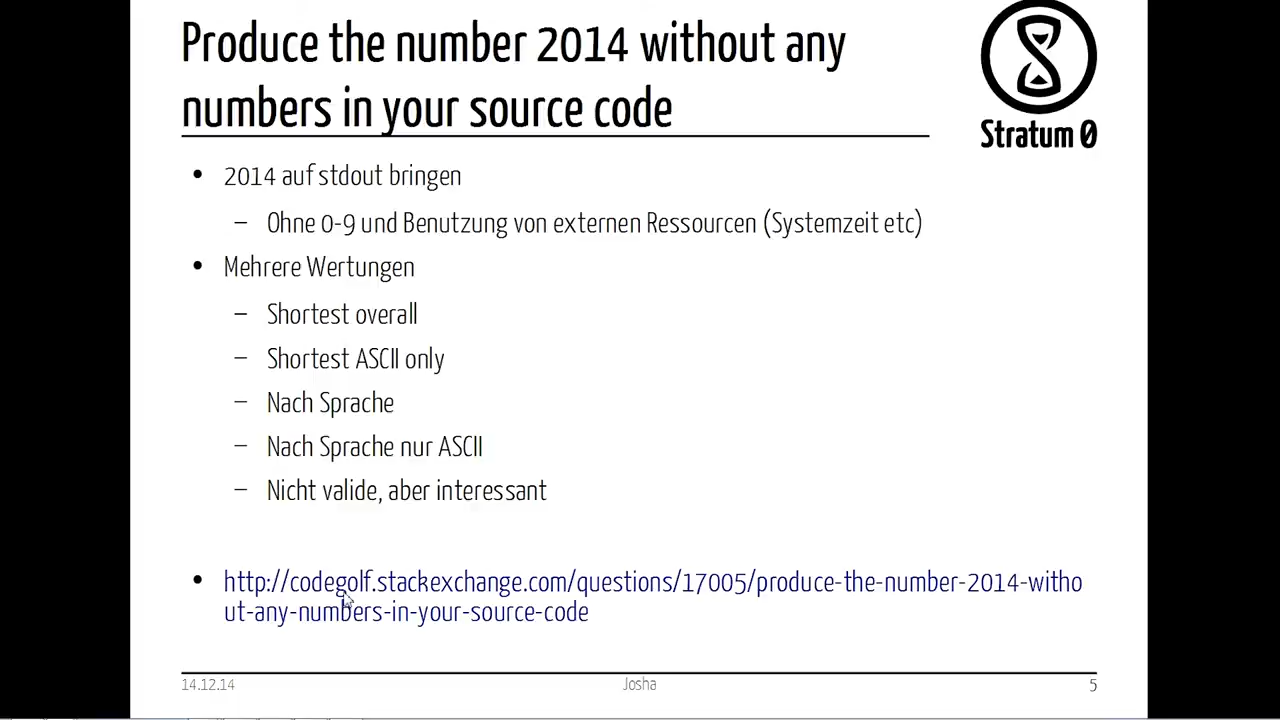 Produce the number 2014 without any
numbers in your source code
Stratum 0
• 2014 auf stdout bringen
– Ohne 0-9 und Benutzung von externen Ressourcen (Systemzeit etc)
• Mehrere Wertungen
– Shortest overall
– Shortest ASCII only
– Nach Sprache
– Nach Sprache nur ASCII
– Nicht valide, aber interessant
• http://codegolf.stackexchange.com/questions/17005/produce-the-number-2014-witho
ut-any-numbers-in-your-source-code
14.12.14
Josha
5